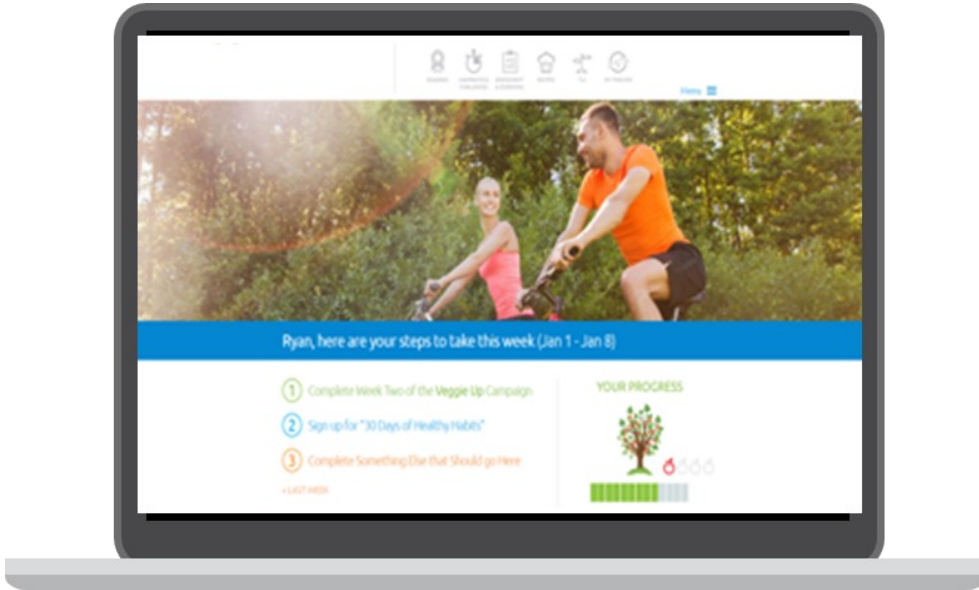 Menu
Ryan, here are your steps to take this week (Jan 1 - Jan 8)
1 Complete Week Two of the Veggie Up Campaign
2 Sign up for "30 Days of Healthy Habits"
3 Complete Something Else that Should go Here
« LAST WEEK
YOUR PROGRESS